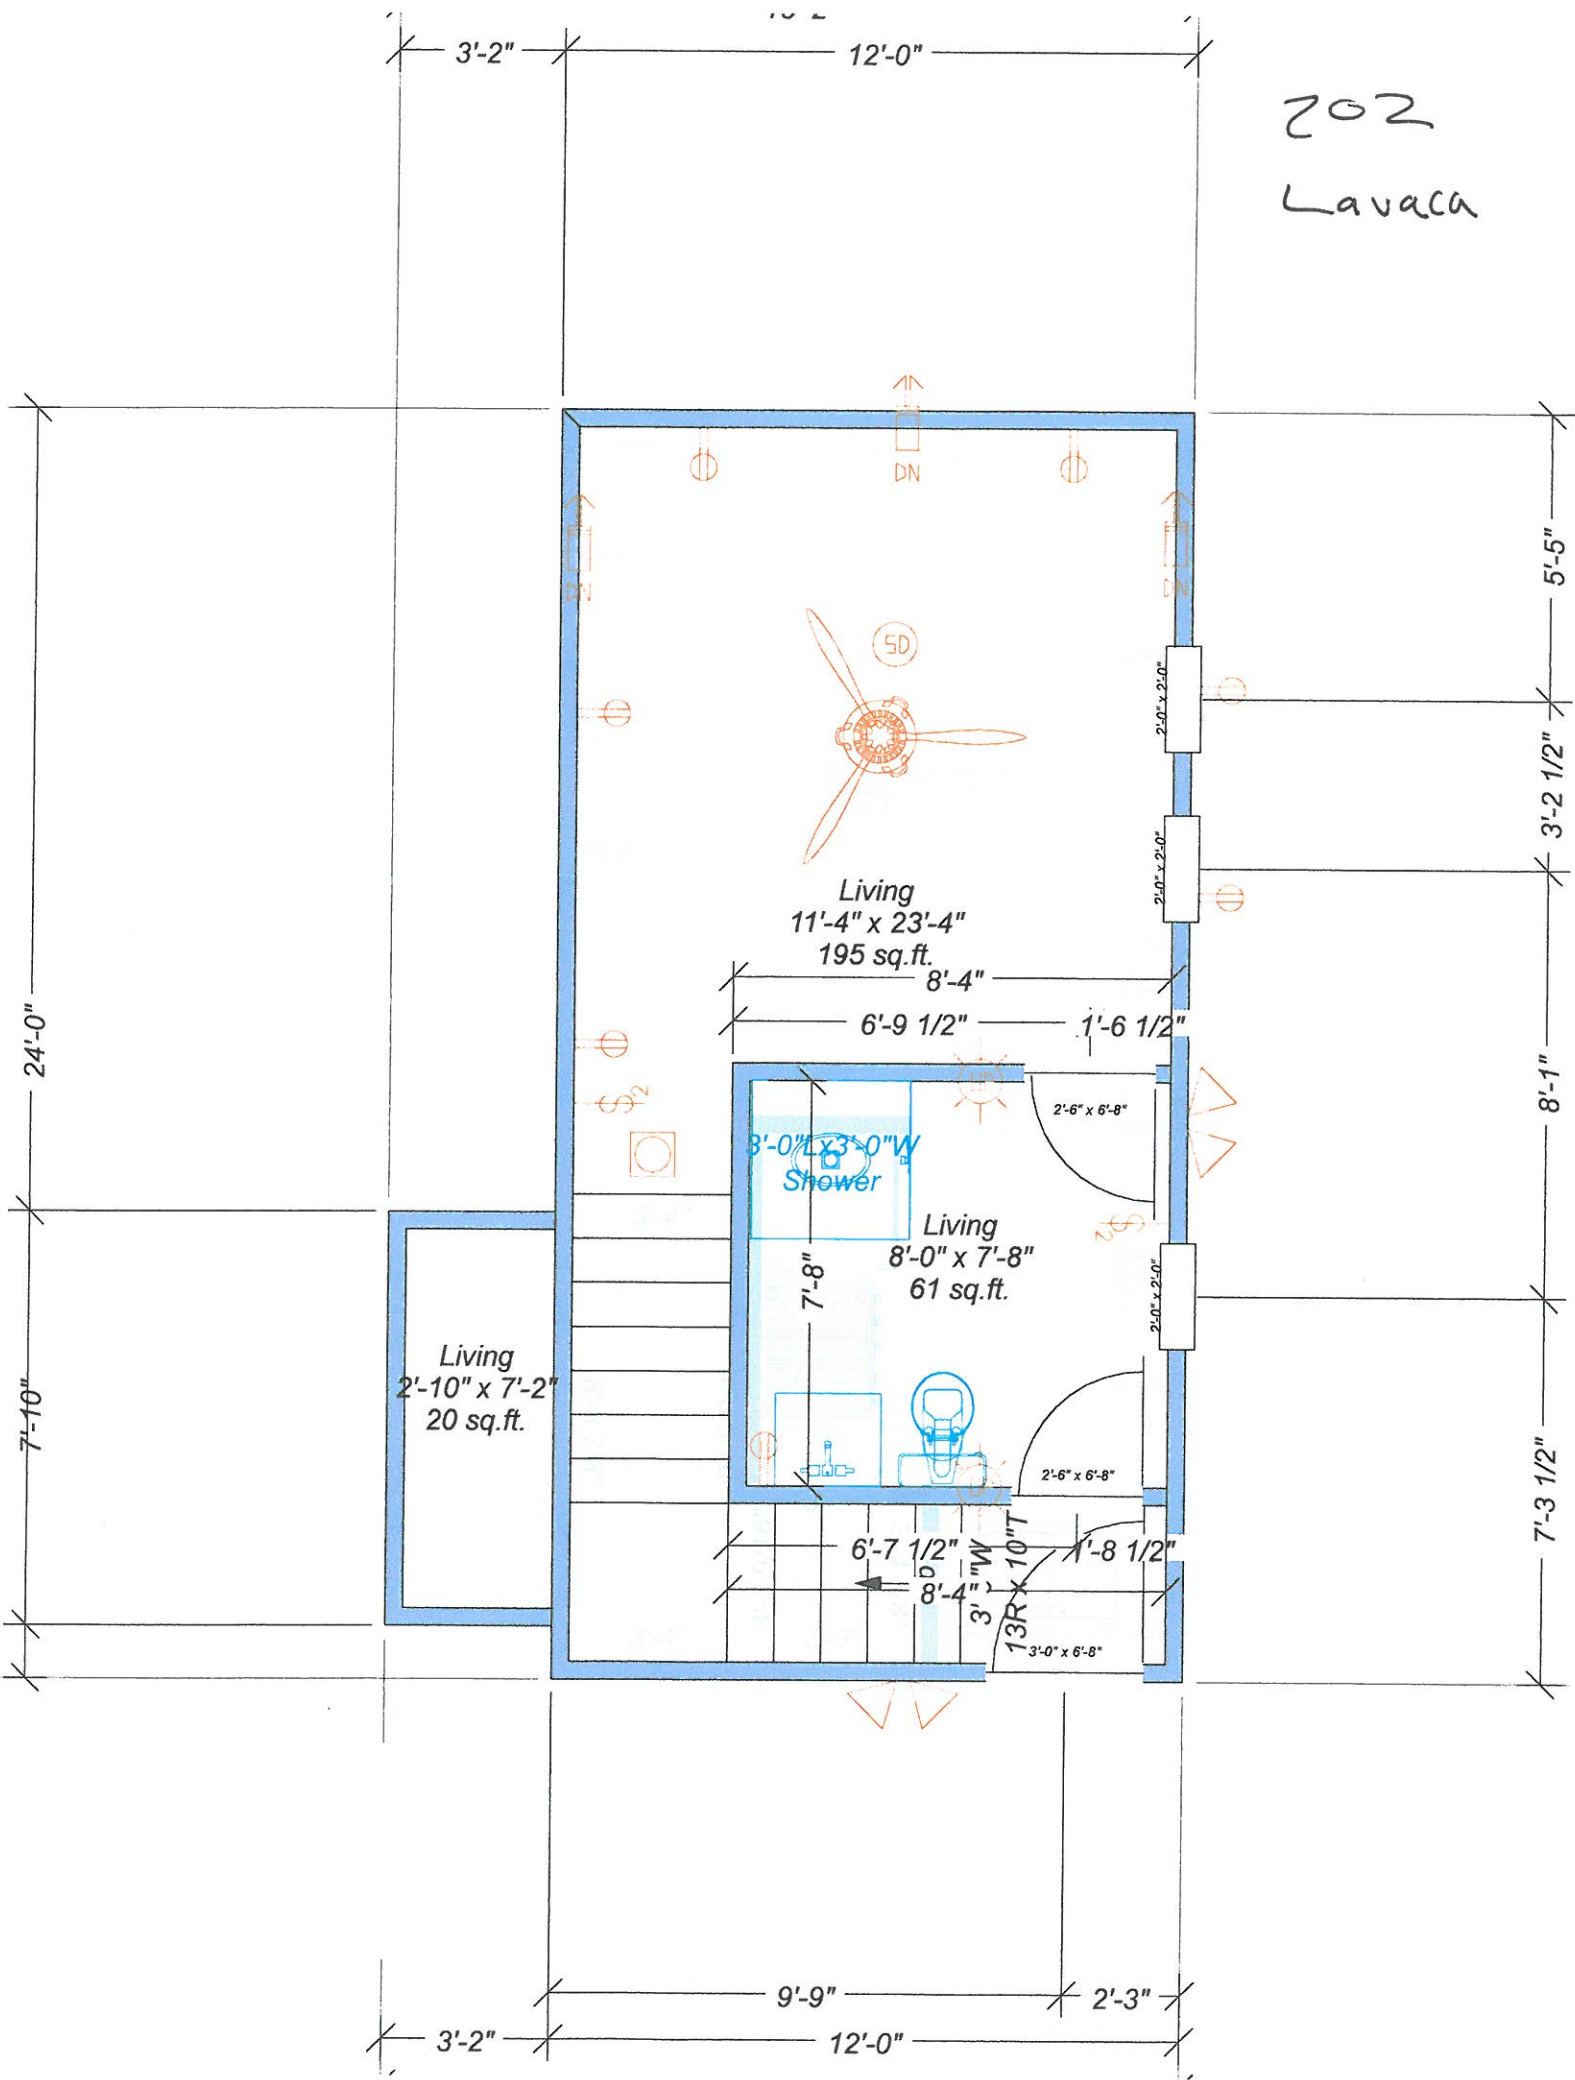 3'-2"
12'-0"
202
Lavaca
DN
DN
DN
SD
5'-5"
2'-0" x 2'-0"
3'-2 1/2"
2'-0" x 2'-0"
Living
11'-4" x 23'-4"
195 sq.ft.
8'-4"
6'-9 1/2"
1'-6 1/2"
24'-0"
8'-1"
S2
2'-6" x 6'-8"
3'-0"Lx3'-0"W
Shower
S2
Living
8'-0" x 7'-8"
61 sq.ft.
7'-8"
2'-0" x 2'-0"
Living
2'-10" x 7'-2"
20 sq.ft.
7'-10"
2'-6" x 6'-8"
7'-3 1/2"
6'-7 1/2"
1'-8 1/2"
8'-4"
13R x 10"T
3'-0" x 6'-8"
9'-9"
2'-3"
3'-2"
12'-0"